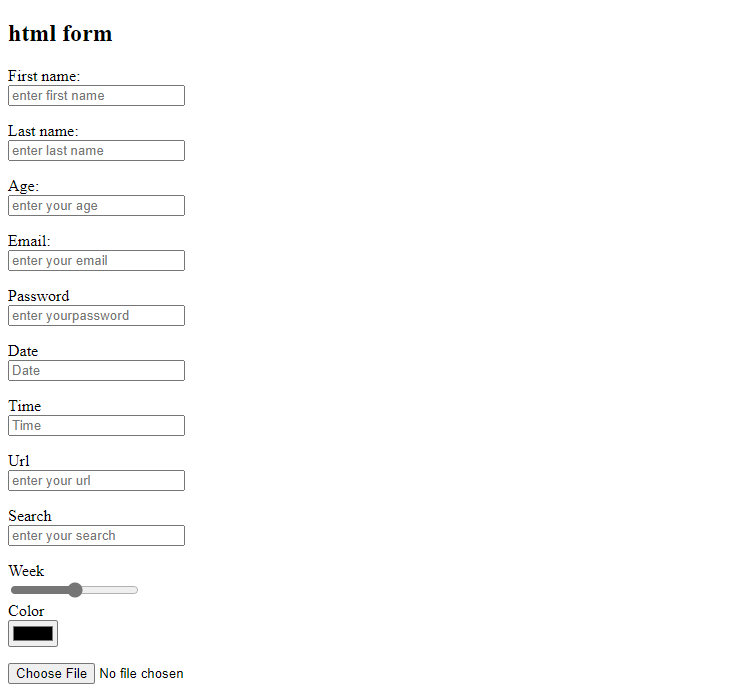 html form
First name:
enter first name
Last name:
enter last name
Age:
enter your age
Email:
enter your email
Password
enter yourpassword
Date
Date
Time
Time
Url
enter your url
Search
enter your search
Week
Color
Choose File No file chosen